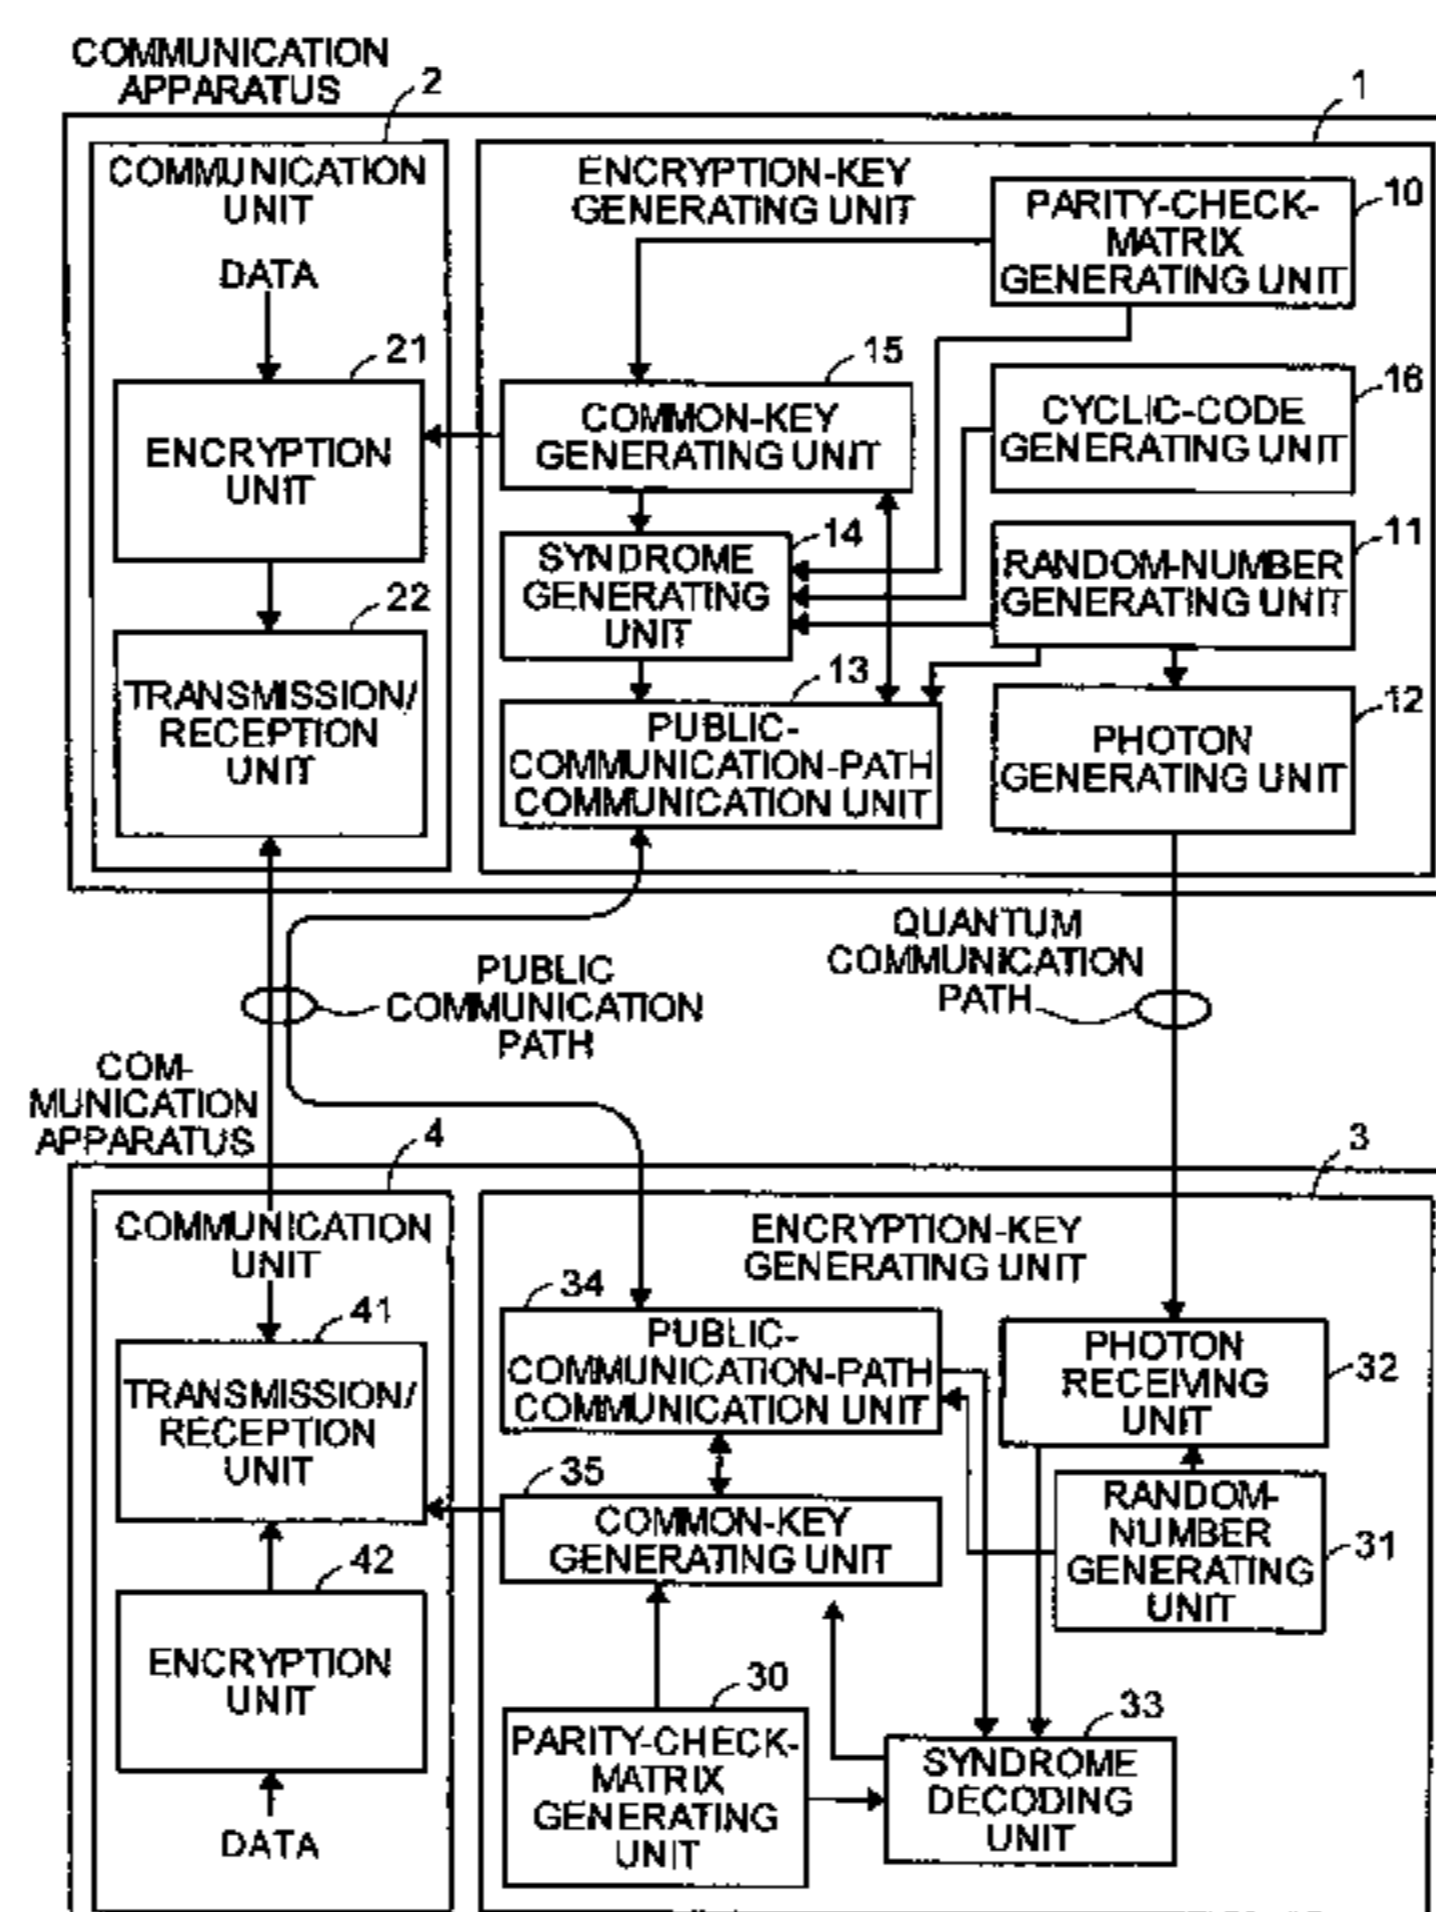 COMMUNICATION
APPARATUS
2
1
COMMUNICATION
UNIT
DATA
21
ENCRYPTION
UNIT
22
TRANSMISSION/
RECEPTION
UNIT
ENCRYPTION-KEY
GENERATING UNIT
PARITY-CHECK-
MATRIX
GENERATING UNIT
10
15
COMMON-KEY
GENERATING UNIT
CYCLIC-CODE
GENERATING UNIT
16
14
SYNDROME
GENERATING
UNIT
RANDOM-NUMBER
GENERATING UNIT
11
13
PUBLIC-
COMMUNICATION-PATH
COMMUNICATION UNIT
PHOTON
GENERATING UNIT
12
PUBLIC
COMMUNICATION
PATH
QUANTUM
COMMUNICATION
PATH
COM-
MUNICATION
APPARATUS
4
3
COMMUNICATION
UNIT
41
TRANSMISSION/
RECEPTION
UNIT
42
ENCRYPTION
UNIT
DATA
ENCRYPTION-KEY
GENERATING UNIT
34
PUBLIC-
COMMUNICATION-PATH
COMMUNICATION UNIT
PHOTON
RECEIVING
UNIT
32
35
COMMON-KEY
GENERATING UNIT
RANDOM-
NUMBER
GENERATING
UNIT
31
30
PARITY-CHECK-
MATRIX
GENERATING
UNIT
33
SYNDROME
DECODING
UNIT